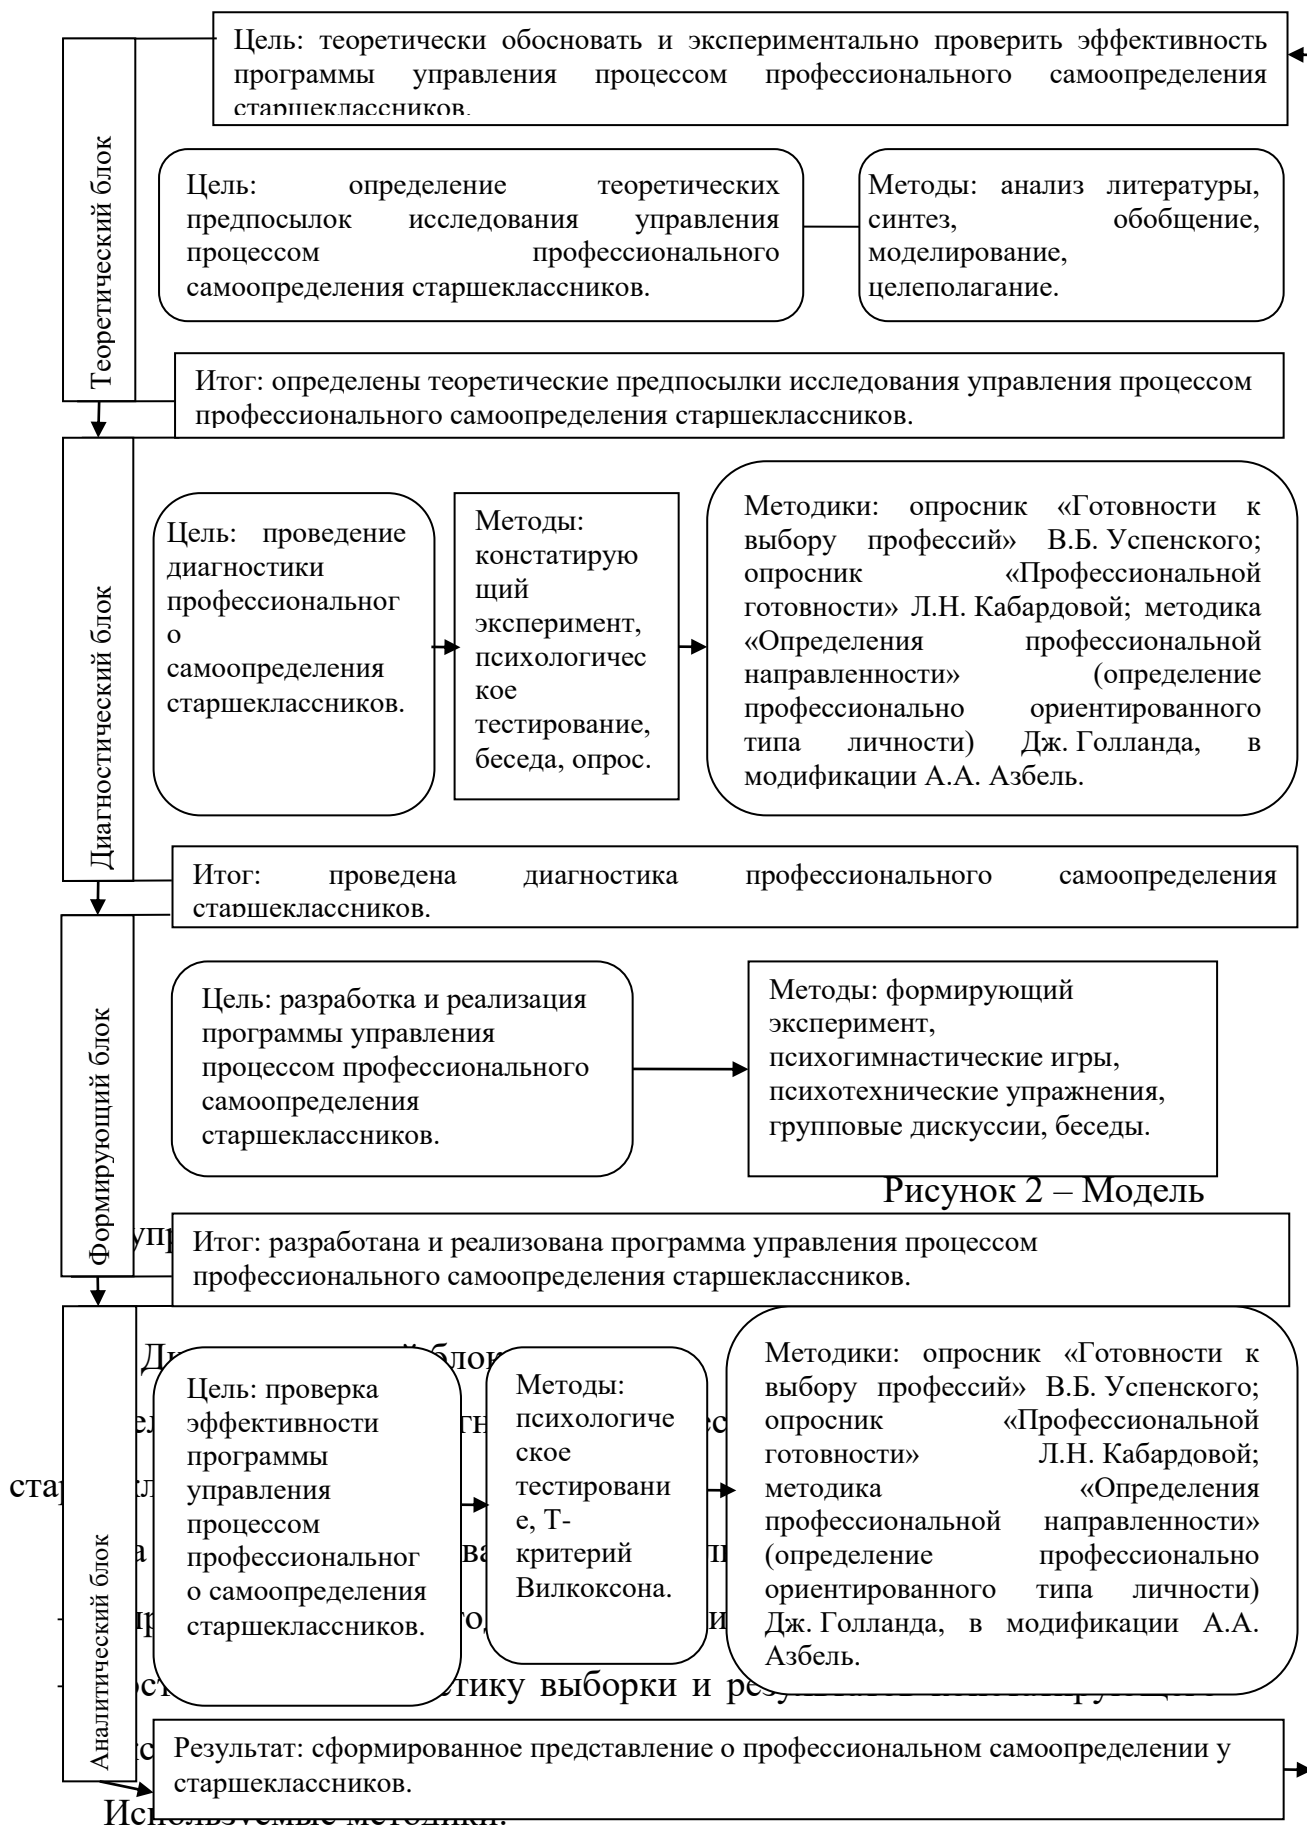 Цель: теоретически обосновать и экспериментально проверить эффективность
программы управления процессом профессионального самоопределения
старшеклассников.
Теоретический блок
Цель: определение теоретических
предпосылок исследования управления
процессом профессионального
самоопределения старшеклассников.
Методы: анализ литературы,
синтез, обобщение,
моделирование,
целеполагание.
Итог: определены теоретические предпосылки исследования управления процессом
профессионального самоопределения старшеклассников.
Диагностический блок
Цель: проведение
диагностики
профессиональног
о
самоопределения
старшеклассников.
Методы:
констатирую
щий
эксперимент,
психологичес
кое
тестирование,
беседа, опрос.
Методики: опросник «Готовности к
выбору профессий» В.Б. Успенского;
опросник «Профессиональной
готовности» Л.Н. Кабардовой; методика
«Определения профессиональной
направленности» (определение
профессионально ориентированного
типа личности) Дж. Голланда, в
модификации А.А. Азбель.
Итог: проведена диагностика профессионального самоопределения
старшеклассников.
Формирующий блок
Цель: разработка и реализация
программы управления
процессом профессионального
самоопределения
старшеклассников.
Методы: формирующий
эксперимент,
психогимнастические игры,
психотехнические упражнения,
групповые дискуссии, беседы.
Рисунок 2 – Модель
Итог: разработана и реализована программа управления процессом
профессионального самоопределения старшеклассников.
Аналитический блок
Цель: проверка
эффективности
программы
управления
процессом
профессиональног
о самоопределения
старшеклассников.
Методы:
психологиче
ское
тестировани
е, Т-
критерий
Вилкоксона.
Методики: опросник «Готовности к
выбору профессий» В.Б. Успенского;
опросник «Профессиональной
готовности» Л.Н. Кабардовой;
методика «Определения
профессиональной направленности»
(определение профессионально
ориентированного типа личности)
Дж. Голланда, в модификации А.А.
Азбель.
выборки и
Результат: сформированное представление о профессиональном самоопределении у
старшеклассников.
Используемые методики: